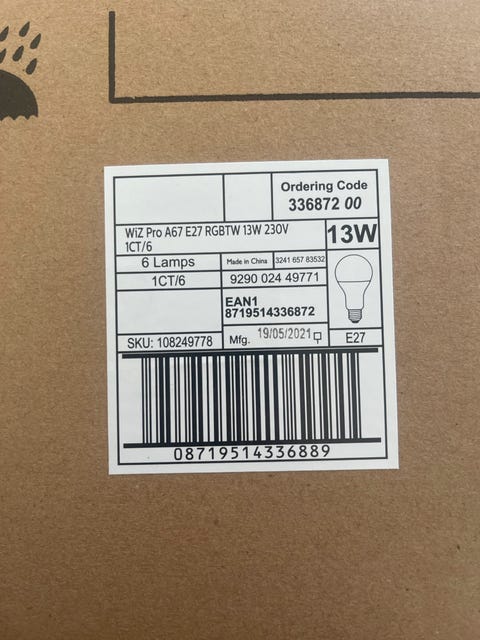 Ordering Code
336872 00
WiZ Pro A67 E27 RGBTW 13W 230V
1CT/6
13W
6 Lamps
Made in China
3241 657 83532
1CT/6
9290 024 49771
EAN1
8719514336872
SKU: 108249778
Mfg. 19/05/2021
E27
08719514336889